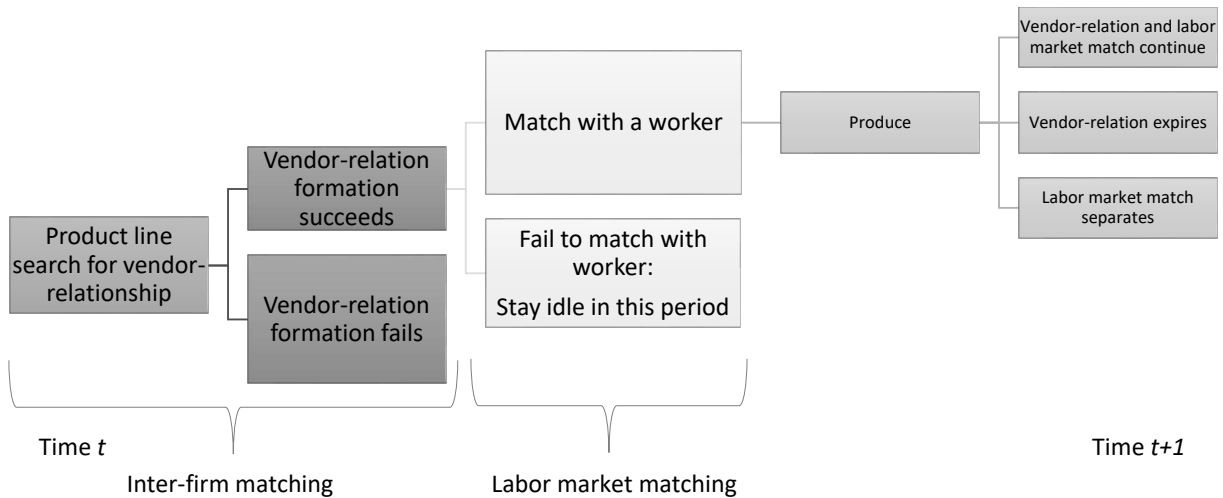 Product line
search for vendor-
relationship
Vendor-relation
formation
succeeds
Vendor-relation
formation fails
Match with a worker
Fail to match with
worker:
Stay idle in this period
Produce
Vendor-relation and labor
market match continue
Vendor-relation expires
Labor market match
separates
Time t
Inter-firm matching
Labor market matching
Time t+1